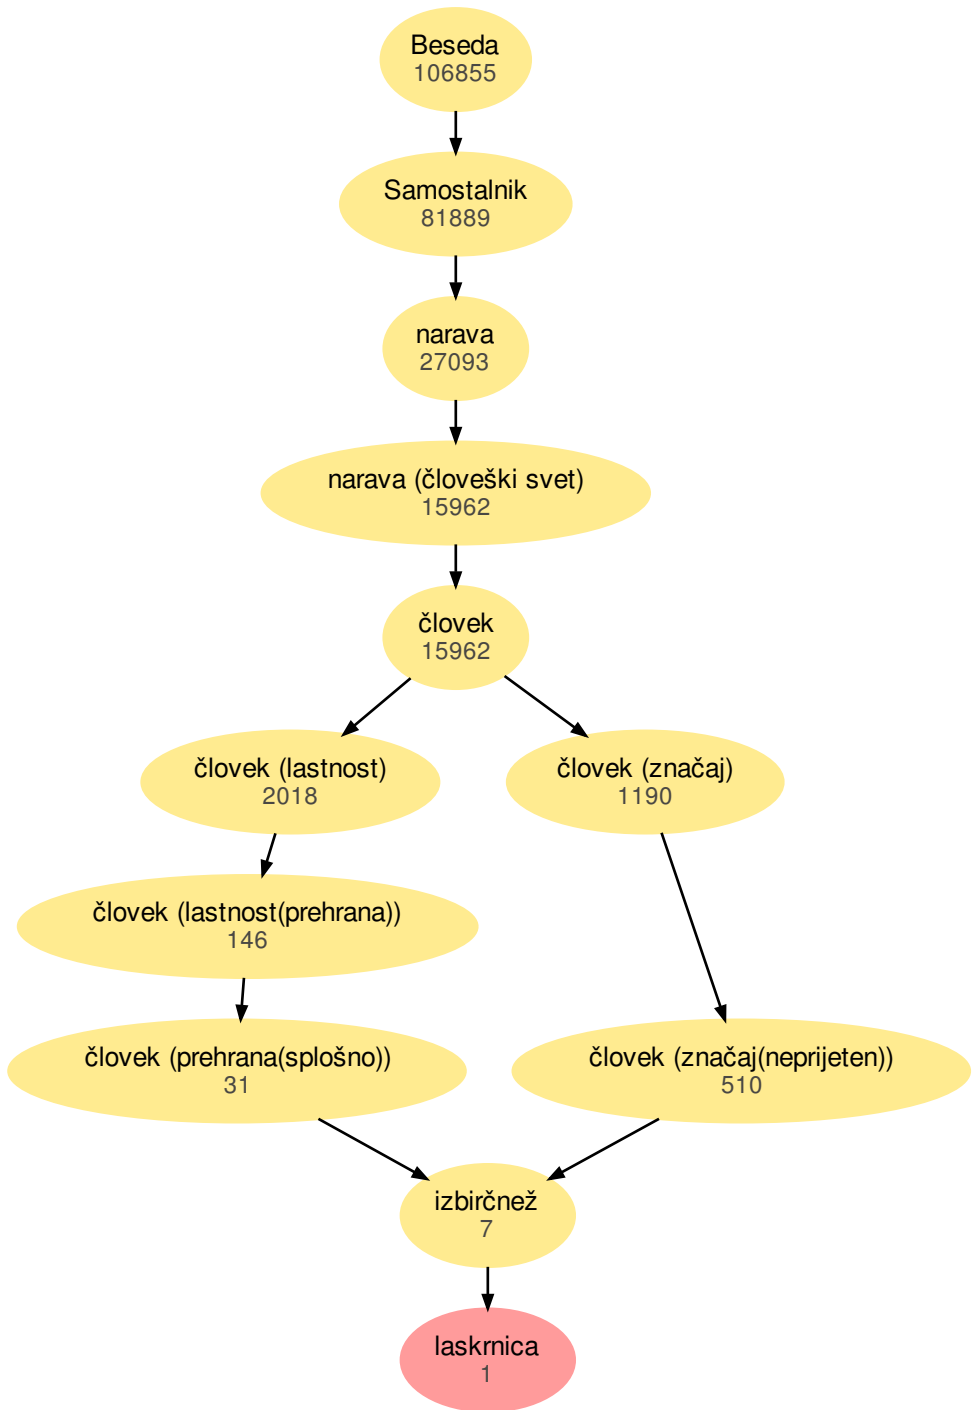 Beseda
106855
Samostalnik
81889
narava
27093
narava (človeški svet)
15962
človek
15962
človek (lastnost)
2018
človek (značaj)
1190
človek (lastnost(prehrana))
146
človek (prehrana(splošno))
31
človek (značaj(neprijeten))
510
izbirčnež
7
laskrnica
1